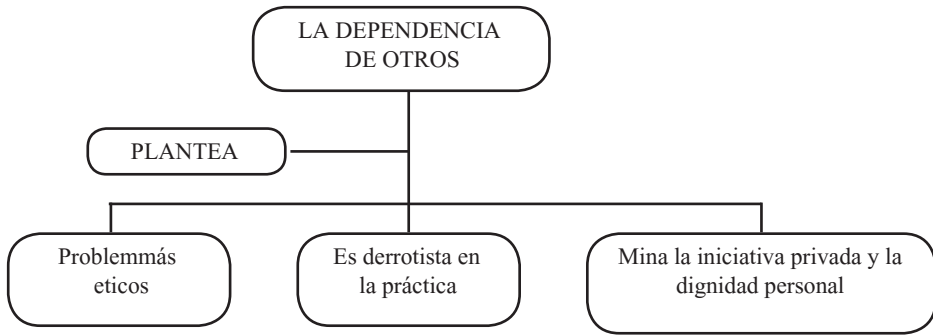 LA DEPENDENCIA
DE OTROS
PLANTEA
Problemmás
eticos
Es derrotista en
la práctica
Mina la iniciativa privada y la
dignidad personal